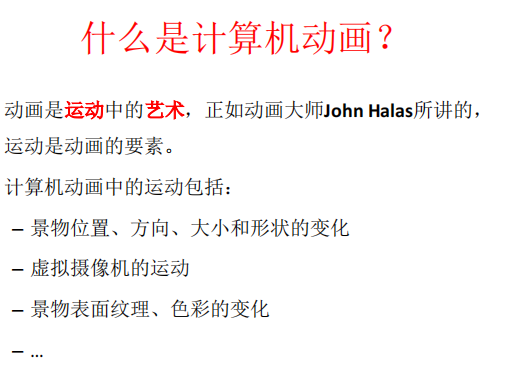 什么是计算机动画？
动画是运动中的艺术，正如动画大师John Halas所讲的，
运动是动画的要素。
计算机动画中的运动包括：
– 景物位置、方向、大小和形状的变化
– 虚拟摄像机的运动
– 景物表面纹理、色彩的变化
– ...